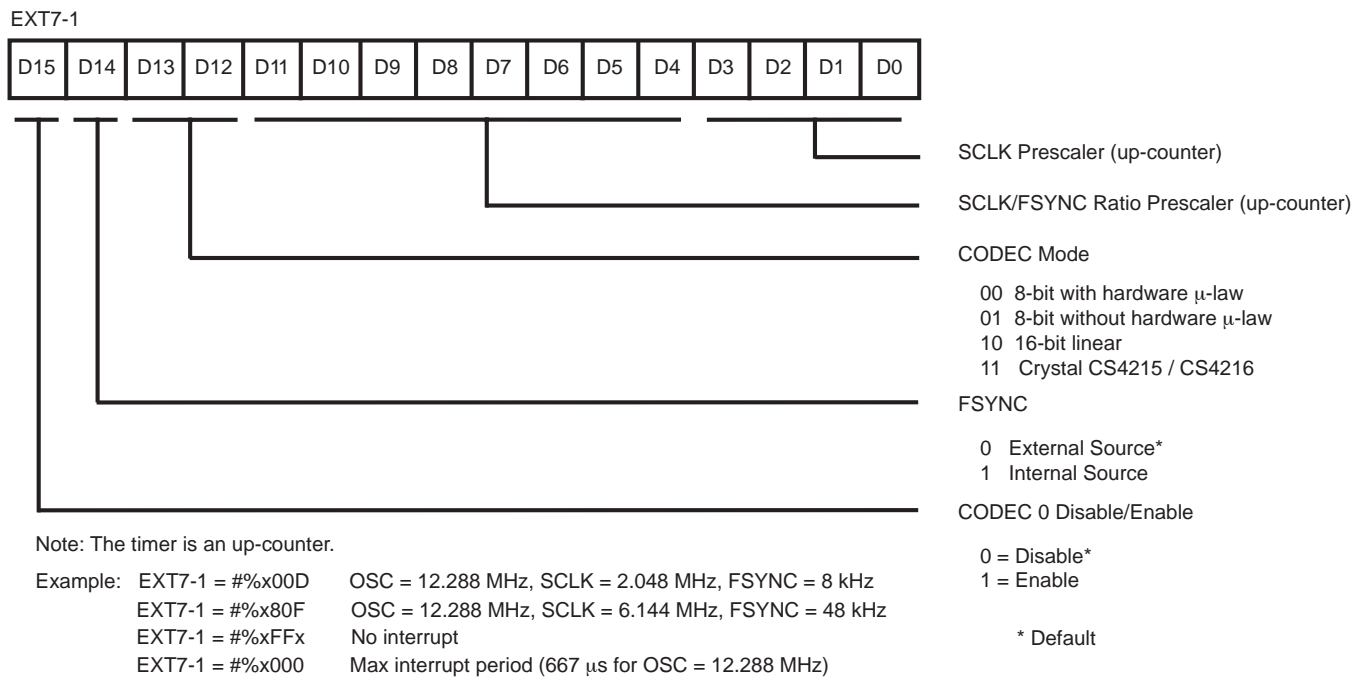 EXT7-1
D15 D14 D13 D12 D11 D10 D9 D8 D7 D6 D5 D4 D3 D2 D1 D0
SCLK Prescaler (up-counter)
SCLK/FSYNC Ratio Prescaler (up-counter)
CODEC Mode
00 8-bit with hardware μ-law
01 8-bit without hardware μ-law
10 16-bit linear
11 Crystal CS4215 / CS4216
FSYNC
0 External Source*
1 Internal Source
CODEC 0 Disable/Enable
0 = Disable*
1 = Enable
* Default
Note: The timer is an up-counter.
Example: EXT7-1 = #%x00D OSC = 12.288 MHz, SCLK = 2.048 MHz, FSYNC = 8 kHz
EXT7-1 = #%x80F OSC = 12.288 MHz, SCLK = 6.144 MHz, FSYNC = 48 kHz
EXT7-1 = #%xFFx No interrupt
EXT7-1 = #%x000 Max interrupt period (667 μs for OSC = 12.288 MHz)